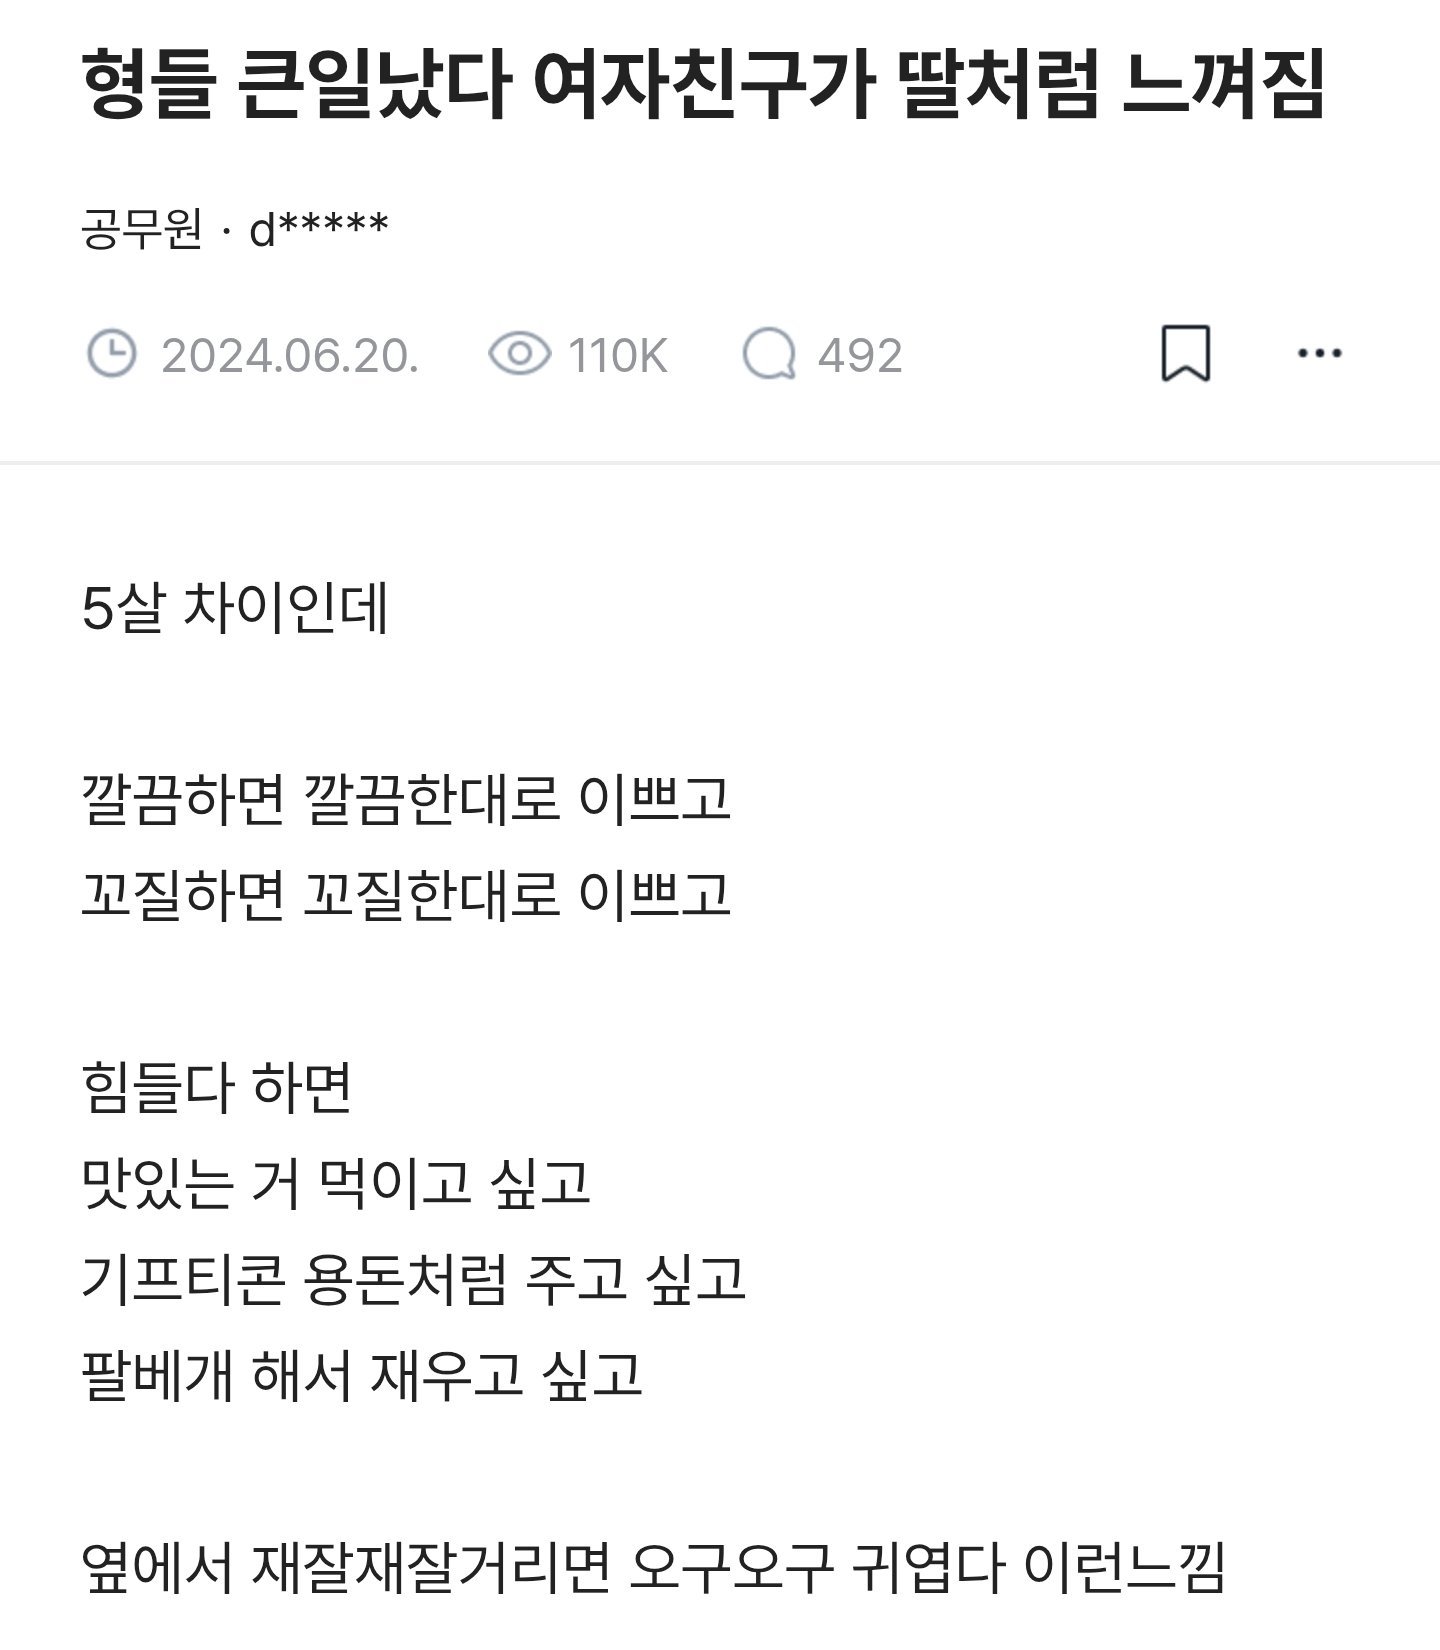 형들 큰일났다 여자친구가 딸처럼 느껴짐
공무원 · d*****
2024.06.20. 110K 492
5살 차이인데
깔끔하면 깔끔한대로 이쁘고
꼬질하면 꼬질한대로 이쁘고
힘들다 하면
맛있는 거 먹이고 싶고
기프티콘 용돈처럼 주고 싶고
팔베개 해서 재우고 싶고
옆에서 재잘재잘거리면 오구오구 귀엽다 이런느낌